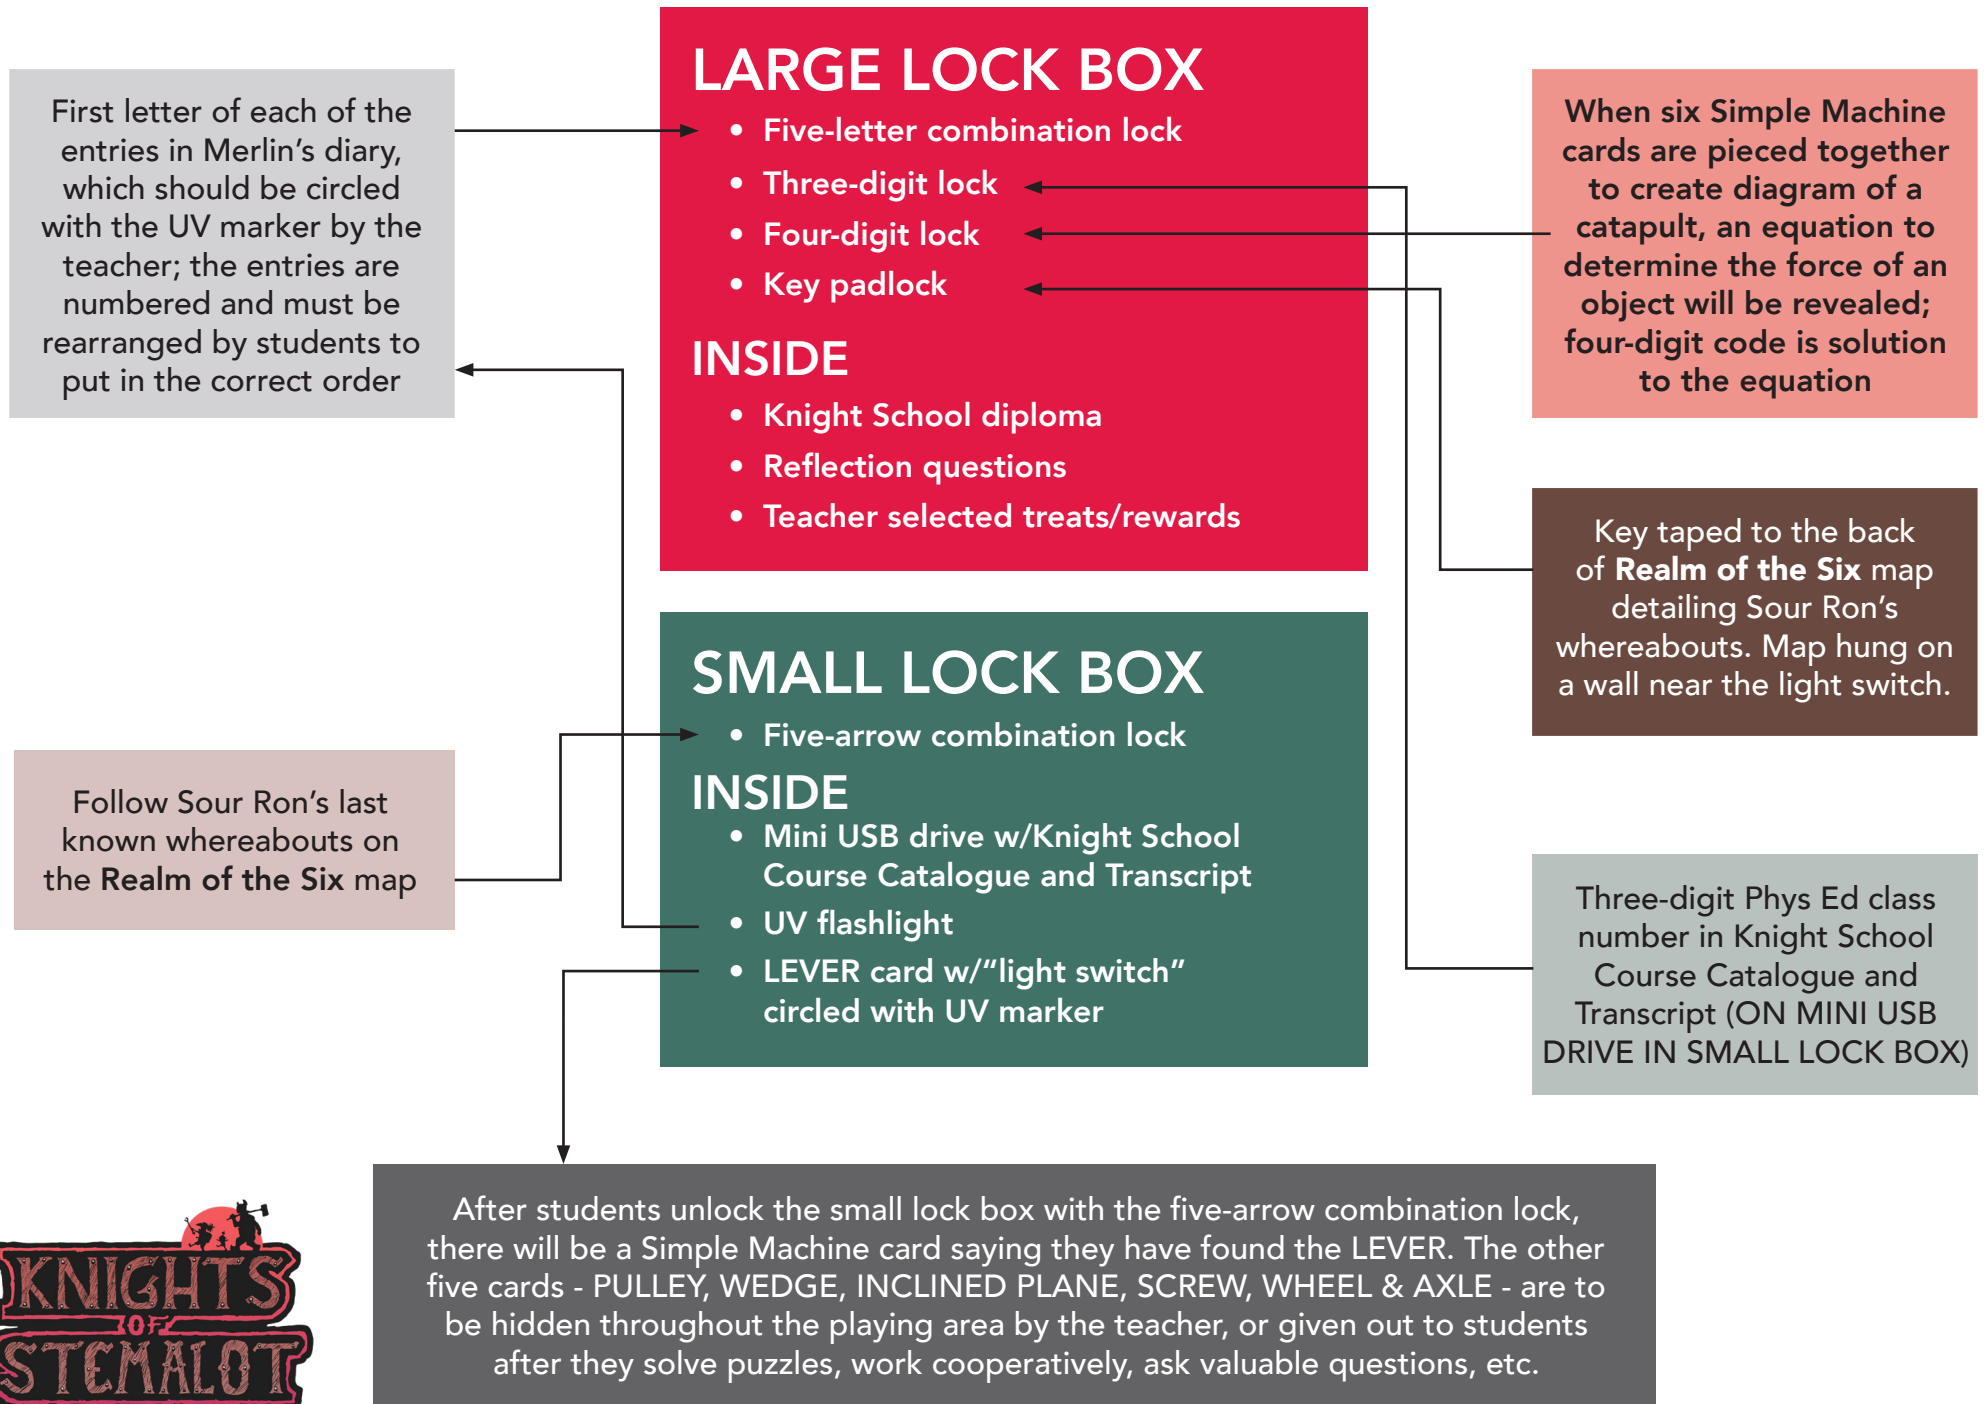 First letter of each of the
entries in Merlin’s diary,
which should be circled
with the UV marker by the
teacher; the entries are
numbered and must be
rearranged by students to
put in the correct order
LARGE LOCK BOX
• Five-letter combination lock
• Three-digit lock
• Four-digit lock
• Key padlock
INSIDE
• Knight School diploma
• Reflection questions
• Teacher selected treats/rewards
When six Simple Machine
cards are pieced together
to create diagram of a
catapult, an equation to
determine the force of an
object will be revealed;
four-digit code is solution
to the equation
Key taped to the back
of Realm of the Six map
detailing Sour Ron’s
whereabouts. Map hung on
a wall near the light switch.
Follow Sour Ron’s last
known whereabouts on
the Realm of the Six map
SMALL LOCK BOX
• Five-arrow combination lock
INSIDE
• Mini USB drive w/Knight School
Course Catalogue and Transcript
• UV flashlight
• LEVER card w/“light switch”
circled with UV marker
Three-digit Phys Ed class
number in Knight School
Course Catalogue and
Transcript (ON MINI USB
DRIVE IN SMALL LOCK BOX)
After students unlock the small lock box with the five-arrow combination lock,
there will be a Simple Machine card saying they have found the LEVER. The other
five cards - PULLEY, WEDGE, INCLINED PLANE, SCREW, WHEEL & AXLE - are to
be hidden throughout the playing area by the teacher, or given out to students
after they solve puzzles, work cooperatively, ask valuable questions, etc.
KNIGHTS
OF
STEMALOT